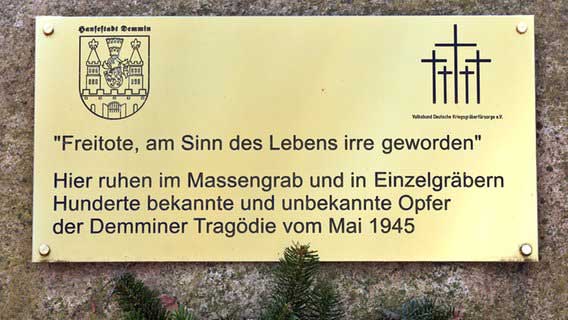 Hansestadt Demmin
Volksbund Deutsche Kriegsgräberfürsorge e.V.
"Freitote, am Sinn des Lebens irre geworden"
Hier ruhen im Massengrab und in Einzelgräbern
Hunderte bekannte und unbekannte Opfer
der Demminer Tragödie vom Mai 1945